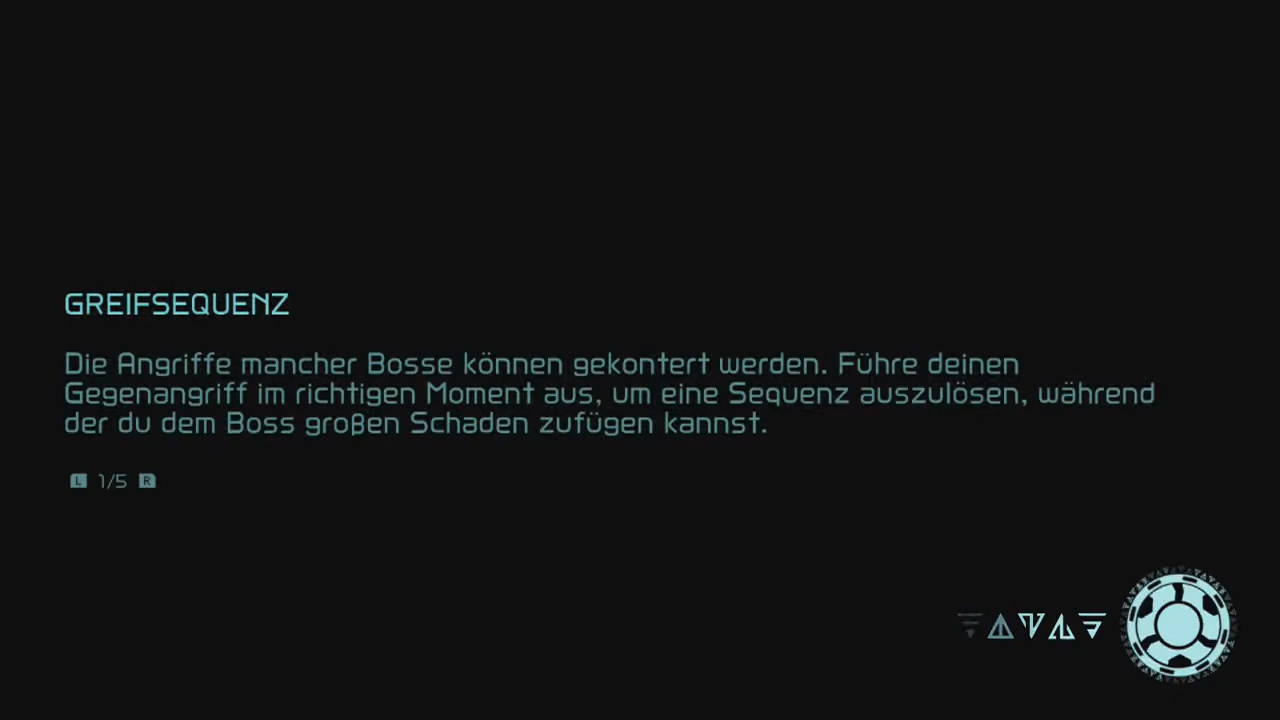 GREIFSEQUENZ
Die Angriffe mancher Bosse können gekontert werden. Führe deinen
Gegenangriff im richtigen Moment aus, um eine Sequenz auszulösen, während
der du dem Boss großen Schaden zufügen kannst.
L 1/5 R